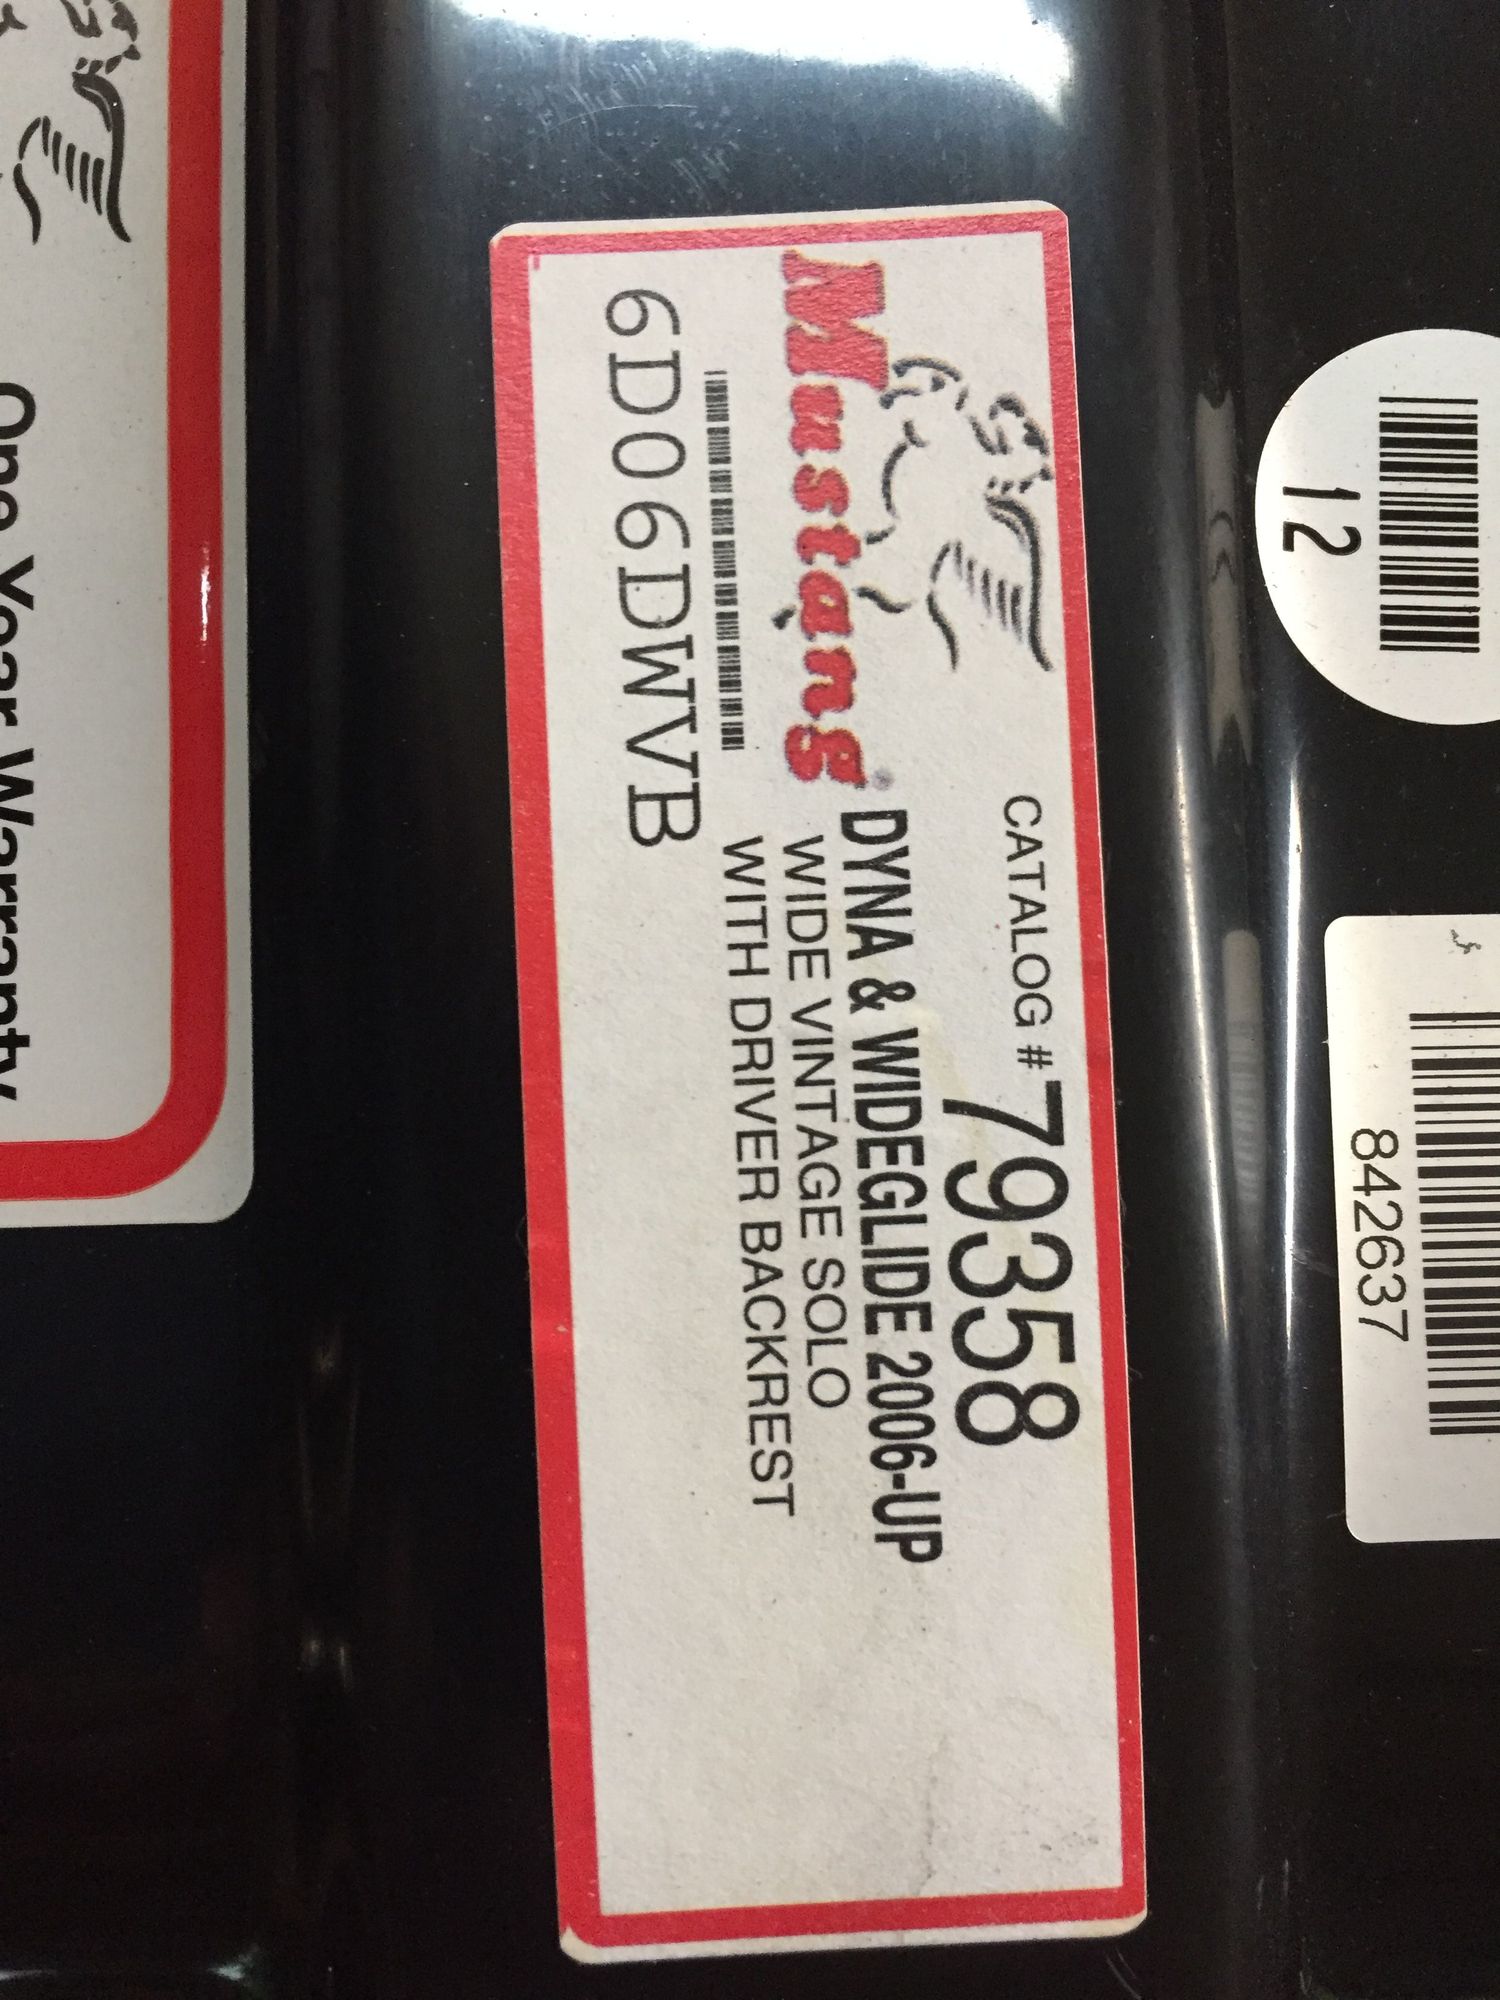 CATALOG # 79358
Mustang®
DYNA & WIDEGLIDE 2006-UP
WIDE VINTAGE SOLO
WITH DRIVER BACKREST
6D06DWVB
12
842637
One Year Warranty